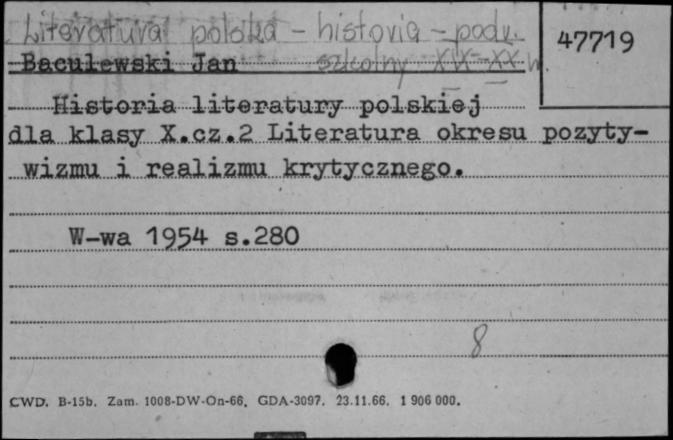 Literatura polska - historia - podr.
szkolny XIX-XX w.
47719
Baculewski Jan
Historia literatury polskiej
dla klasy X.cz.2 Literatura okresu pozyty-
wizmu i realizmu krytycznego.
W-wa 1954 s.280
8
CWD. B-15b. Zam. 1008-DW-On-66. GDA-3097. 23.11.66. 1 906 000.